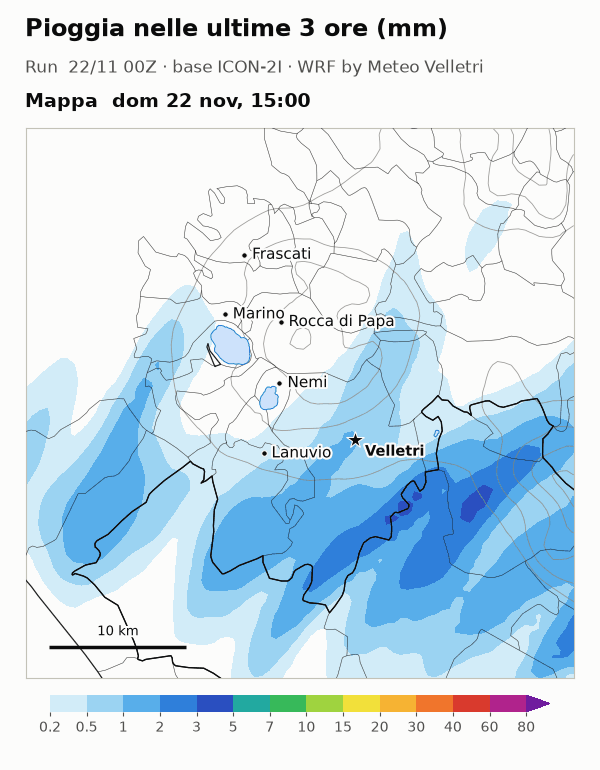 Pioggia nelle ultime 3 ore (mm)
Run  22/11 00Z · base ICON-2I · WRF by Meteo Velletri
Mappa  dom 22 nov, 15:00
Frascati
Marino
Rocca di Papa
Nemi
Velletri
Lanuvio
10 km
0.2 0.5 1 2 3 5 7 10 15 20 30 40 60 80